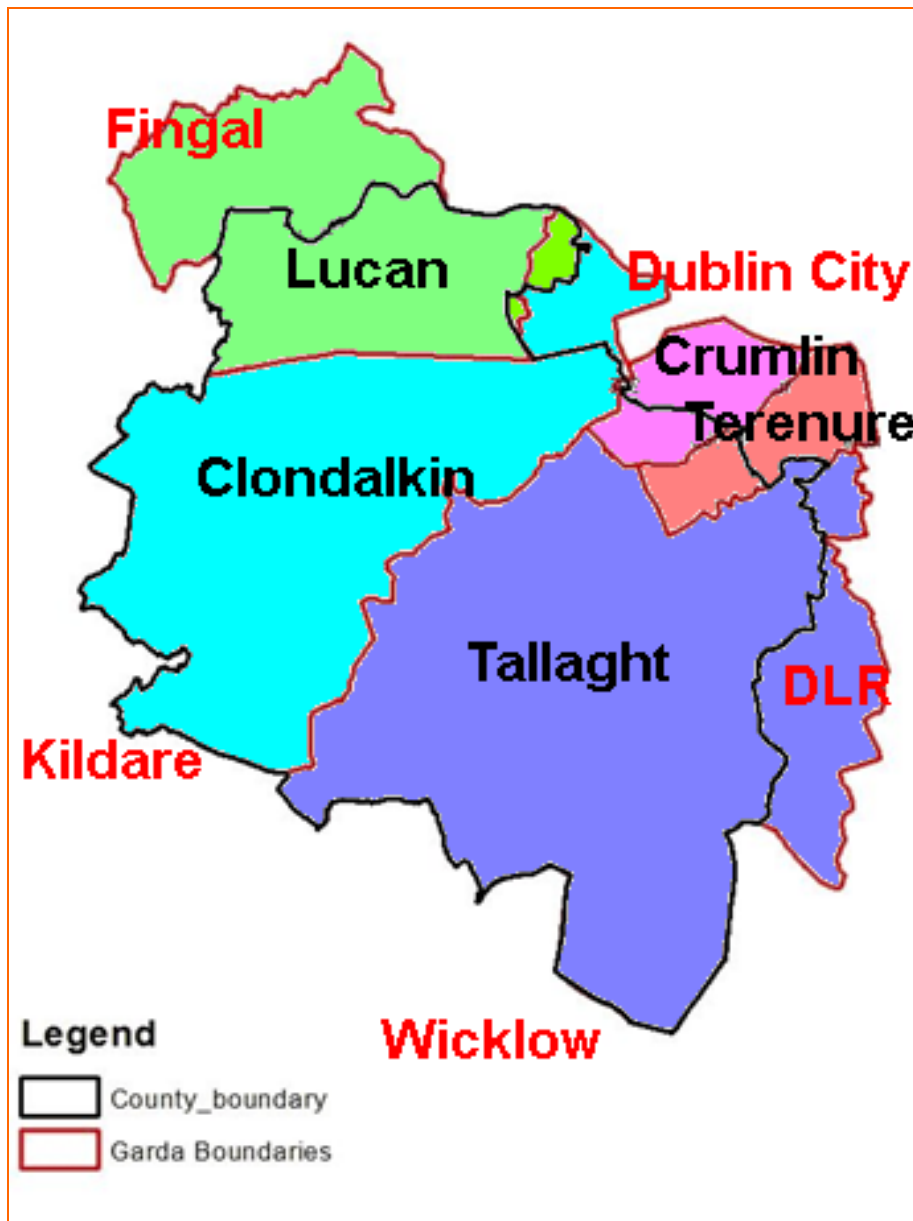 Fingal
Lucan
Dublin City
Crumlin
Terenure
Clondalkin
Tallaght
DLR
Kildare
Wicklow
Legend
County_boundary
Garda Boundaries